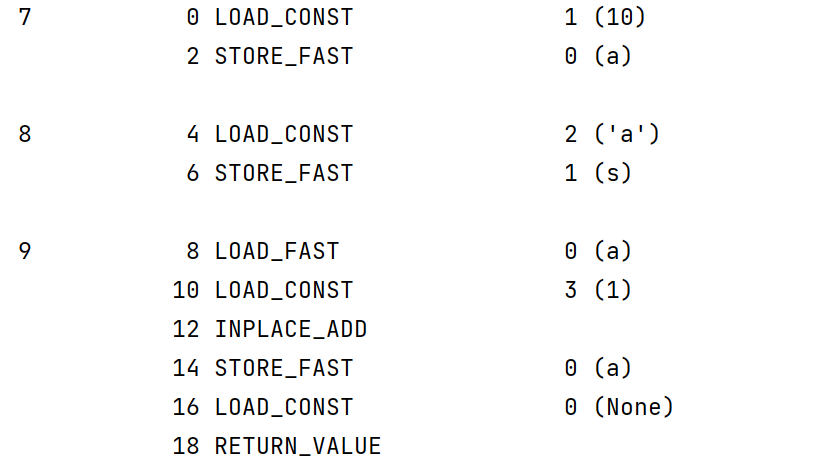 7 0 LOAD_CONST 1 (10)
2 STORE_FAST 0 (a)
8 4 LOAD_CONST 2 ('a')
6 STORE_FAST 1 (s)
9 8 LOAD_FAST 0 (a)
10 LOAD_CONST 3 (1)
12 INPLACE_ADD
14 STORE_FAST 0 (a)
16 LOAD_CONST 0 (None)
18 RETURN_VALUE